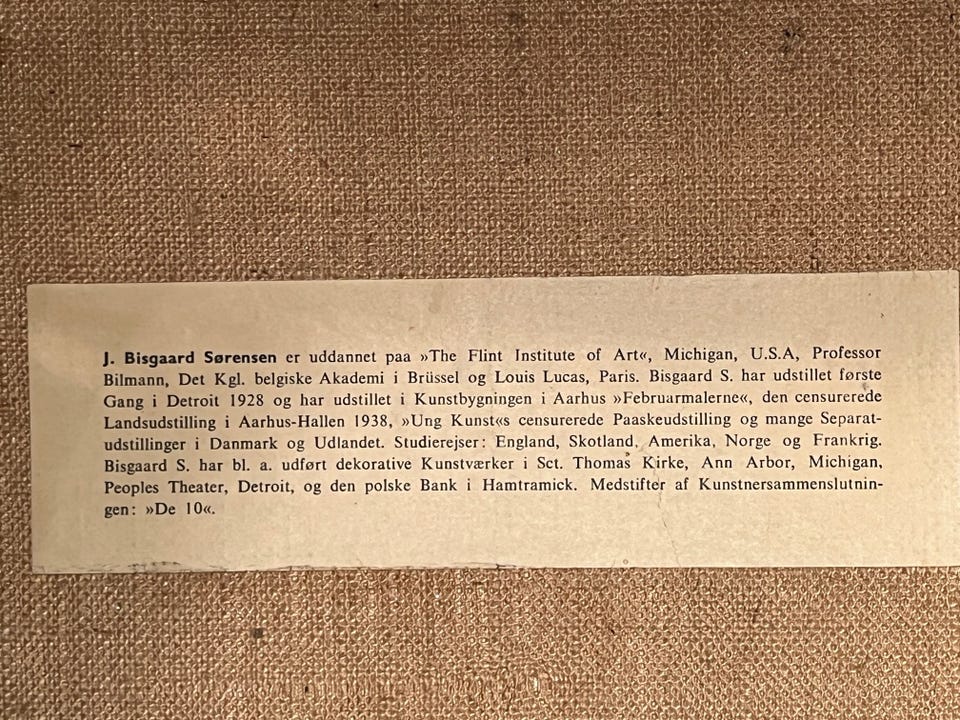 J. Bisgaard Sørensen er uddannet paa »The Flint Institute of Art«, Michigan, U.S.A, Professor
Bilmann, Det Kgl. belgiske Akademi i Brüssel og Louis Lucas, Paris. Bisgaard S. har udstillet første
Gang i Detroit 1928 og har udstillet i Kunstbygningen i Aarhus »Februarmalerne«, den censurerede
Landsudstilling i Aarhus-Hallen 1938, »Ung Kunst«s censurerede Paaskeudstilling og mange Separat-
udstillinger i Danmark og Udlandet. Studierejser: England, Skotland, Amerika, Norge og Frankrig.
Bisgaard S. har bl. a. udført dekorative Kunstværker i Sct. Thomas Kirke, Ann Arbor, Michigan,
Peoples Theater, Detroit, og den polske Bank i Hamtramick. Medstifter af Kunstnersammenslutnin-
gen: »De 10«.